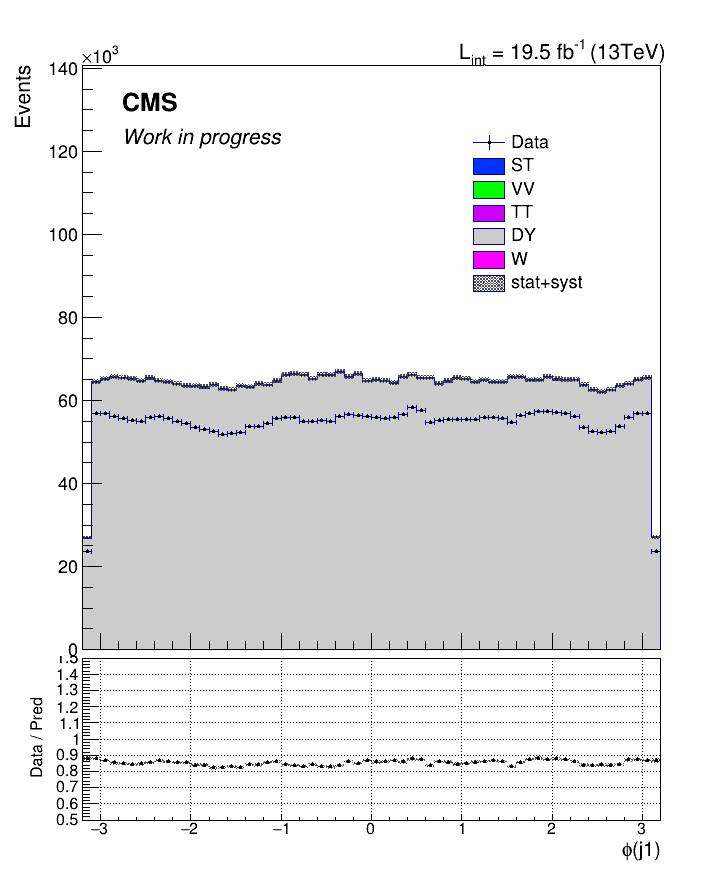 ×10³
L_int = 19.5 fb⁻¹ (13TeV)
Events
140
120
100
80
60
40
20
0
CMS
Work in progress
Data
ST
VV
TT
DY
W
stat+syst
Data / Pred
1.5
1.4
1.3
1.2
1.1
1
0.9
0.8
0.7
0.6
0.5
−3 −2 −1 0 1 2 3
ϕ(j1)